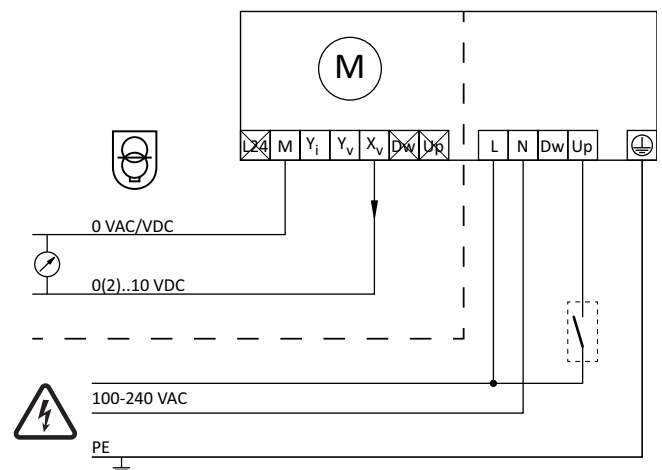 M
L24 M Yi Yv Xv Dw Up L N Dw Up
0 VAC/VDC
0(2)..10 VDC
100-240 VAC
PE